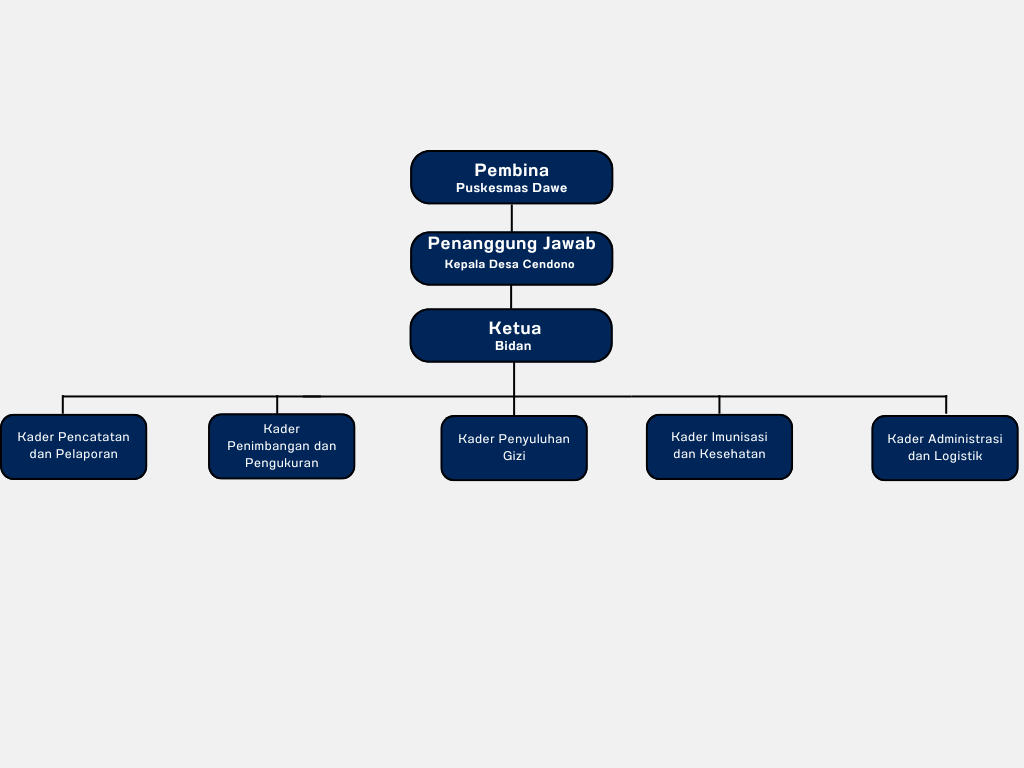 Pembina
Puskesmas Dawe
Penanggung Jawab
Kepala Desa Cendono
Ketua
Bidan
Kader Pencatatan
dan Pelaporan
Kader
Penimbangan dan
Pengukuran
Kader Penyuluhan
Gizi
Kader Imunisasi
dan Kesehatan
Kader Administrasi
dan Logistik